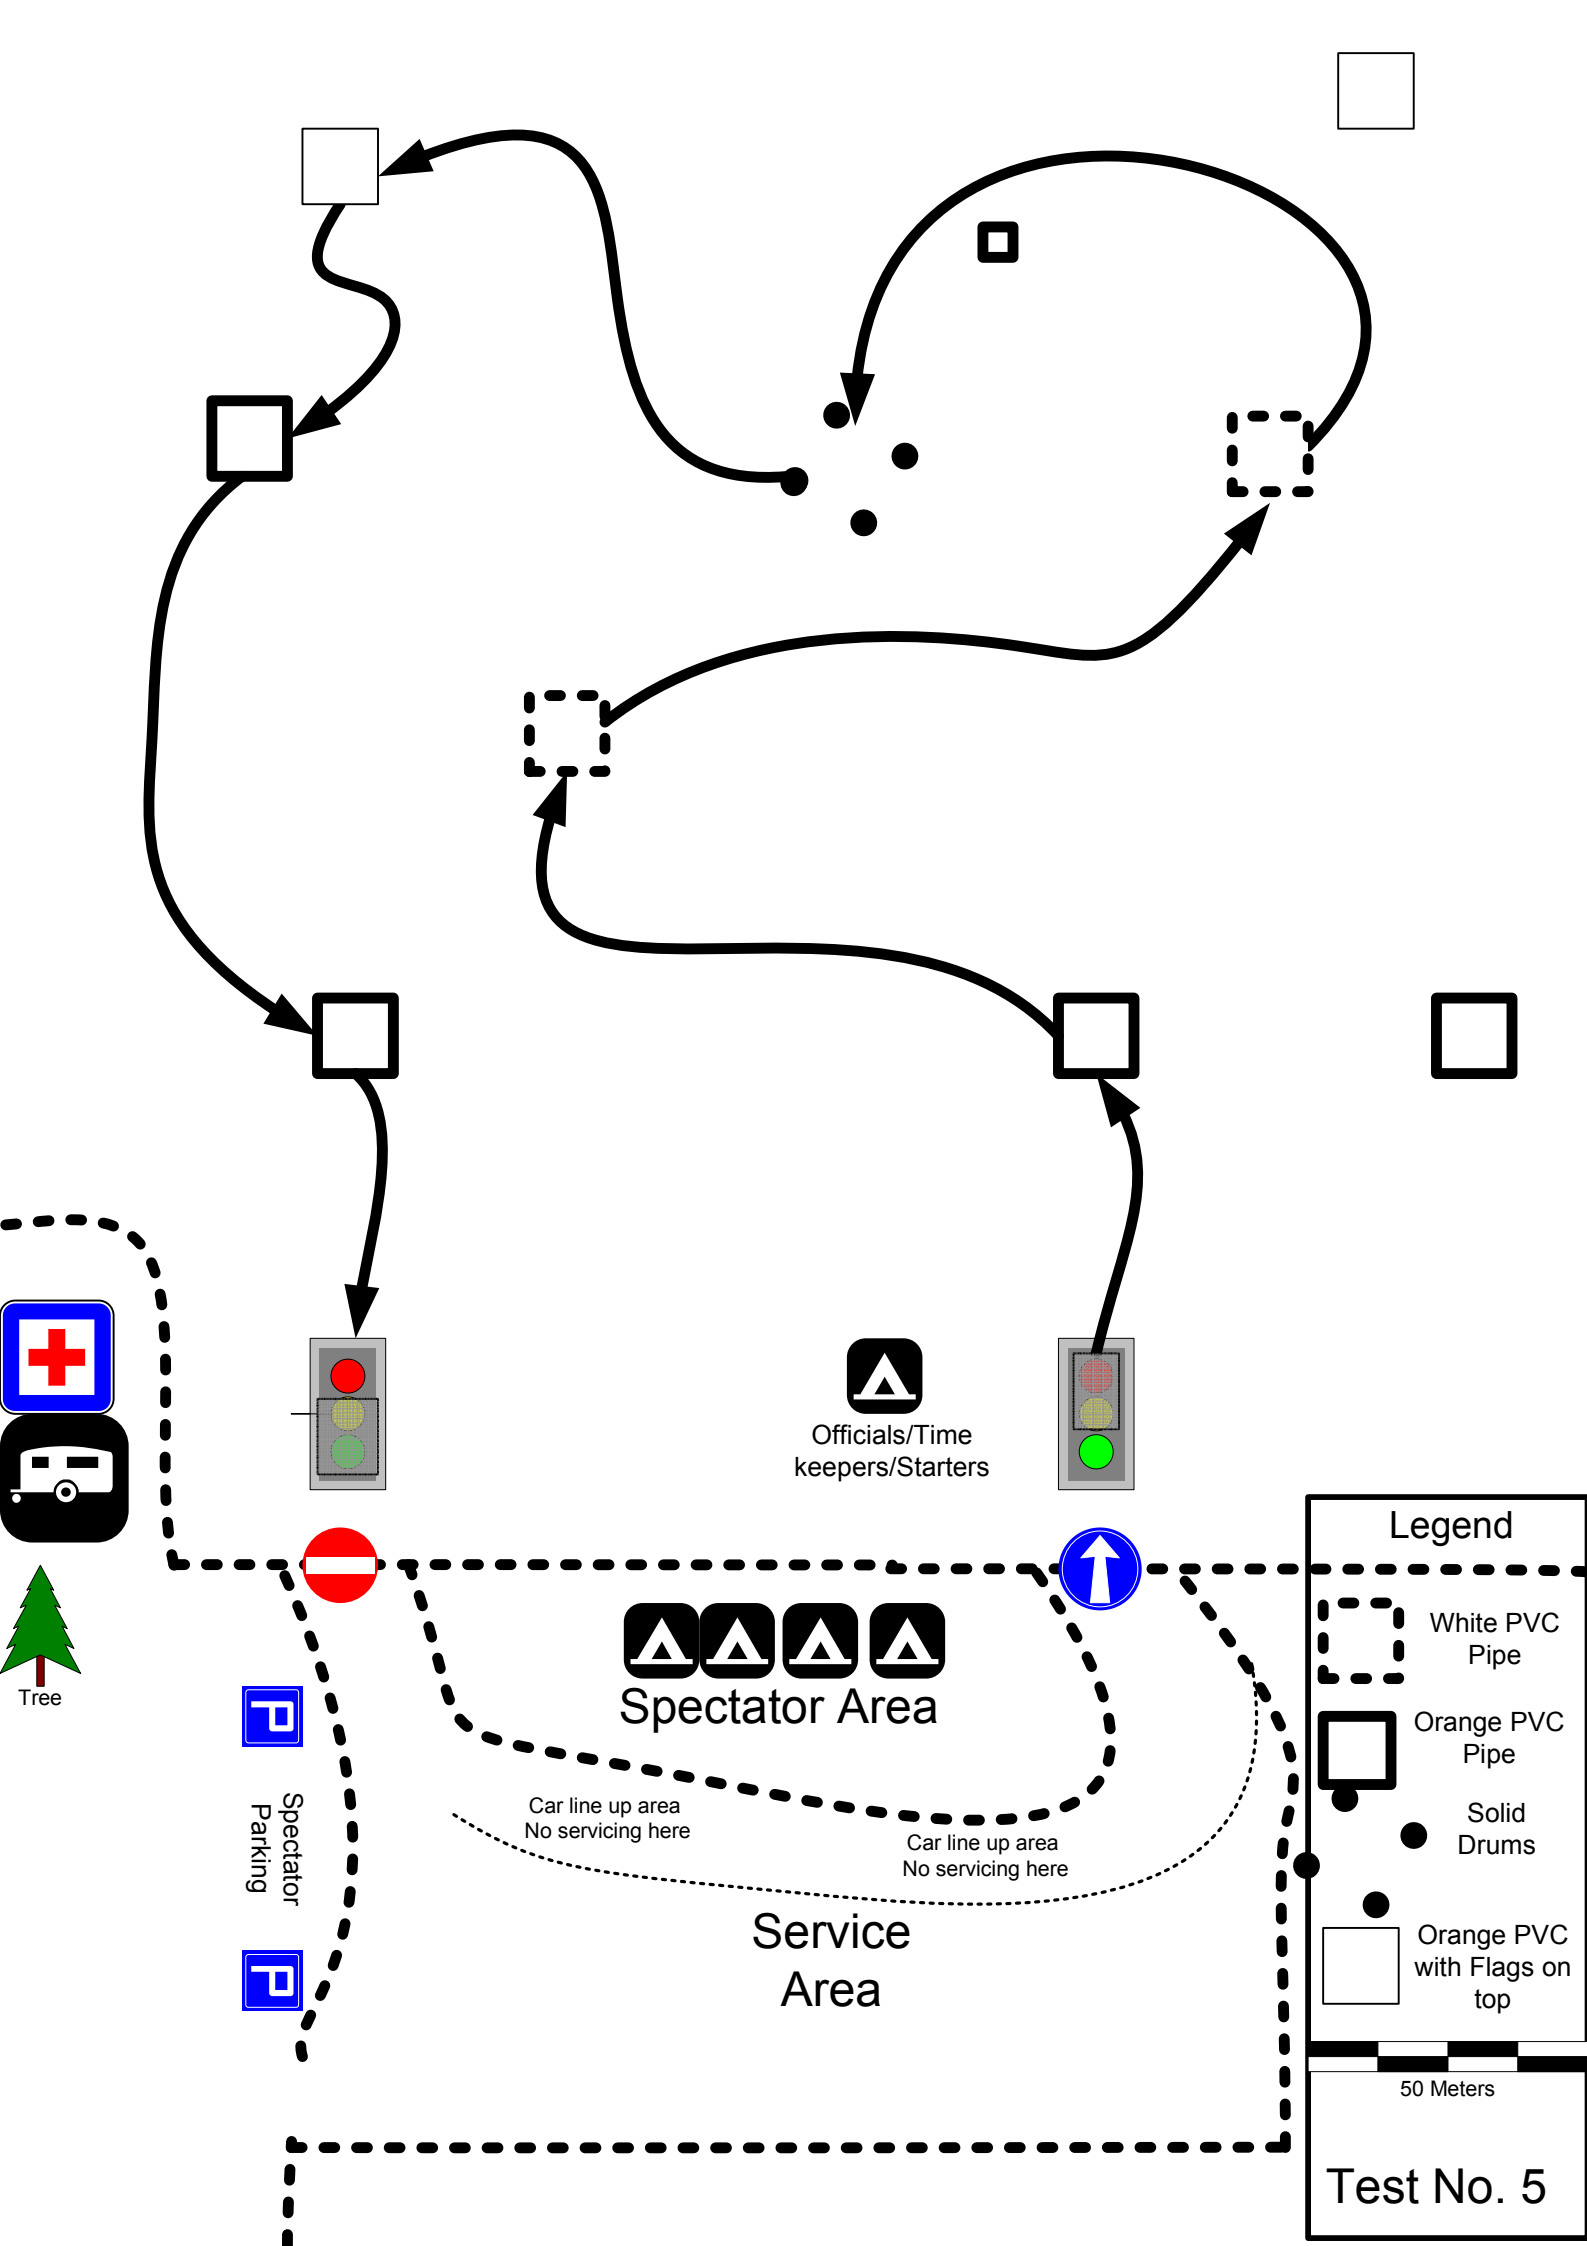 Officials/Time
keepers/Starters
Legend
White PVC
Pipe
Tree
Spectator Area
Orange PVC
Pipe
P
Spectator
Parking
Car line up area
No servicing here
Car line up area
No servicing here
Solid
Drums
Service
Area
P
Orange PVC
with Flags on
top
50 Meters
Test No. 5